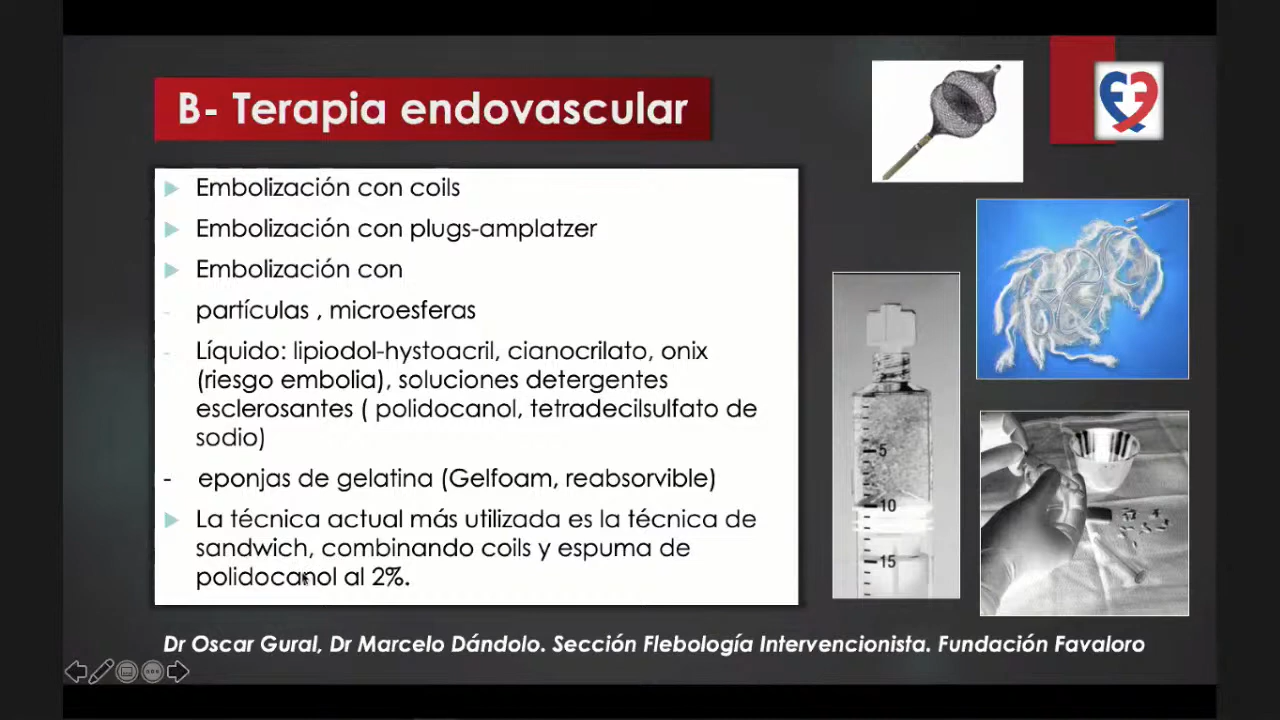 B- Terapia endovascular
Embolización con coils
Embolización con plugs-amplatzer
Embolización con
- partículas , microesferas
- Líquido: lipiodol-hystoacril, cianocrilato, onix
(riesgo embolia), soluciones detergentes
esclerosantes ( polidocanol, tetradecilsulfato de
sodio)
- eponjas de gelatina (Gelfoam, reabsorvible)
La técnica actual más utilizada es la técnica de
sandwich, combinando coils y espuma de
polidocanol al 2%.
5
10
15
Dr Oscar Gural, Dr Marcelo Dándolo. Sección Flebología Intervencionista. Fundación Favaloro